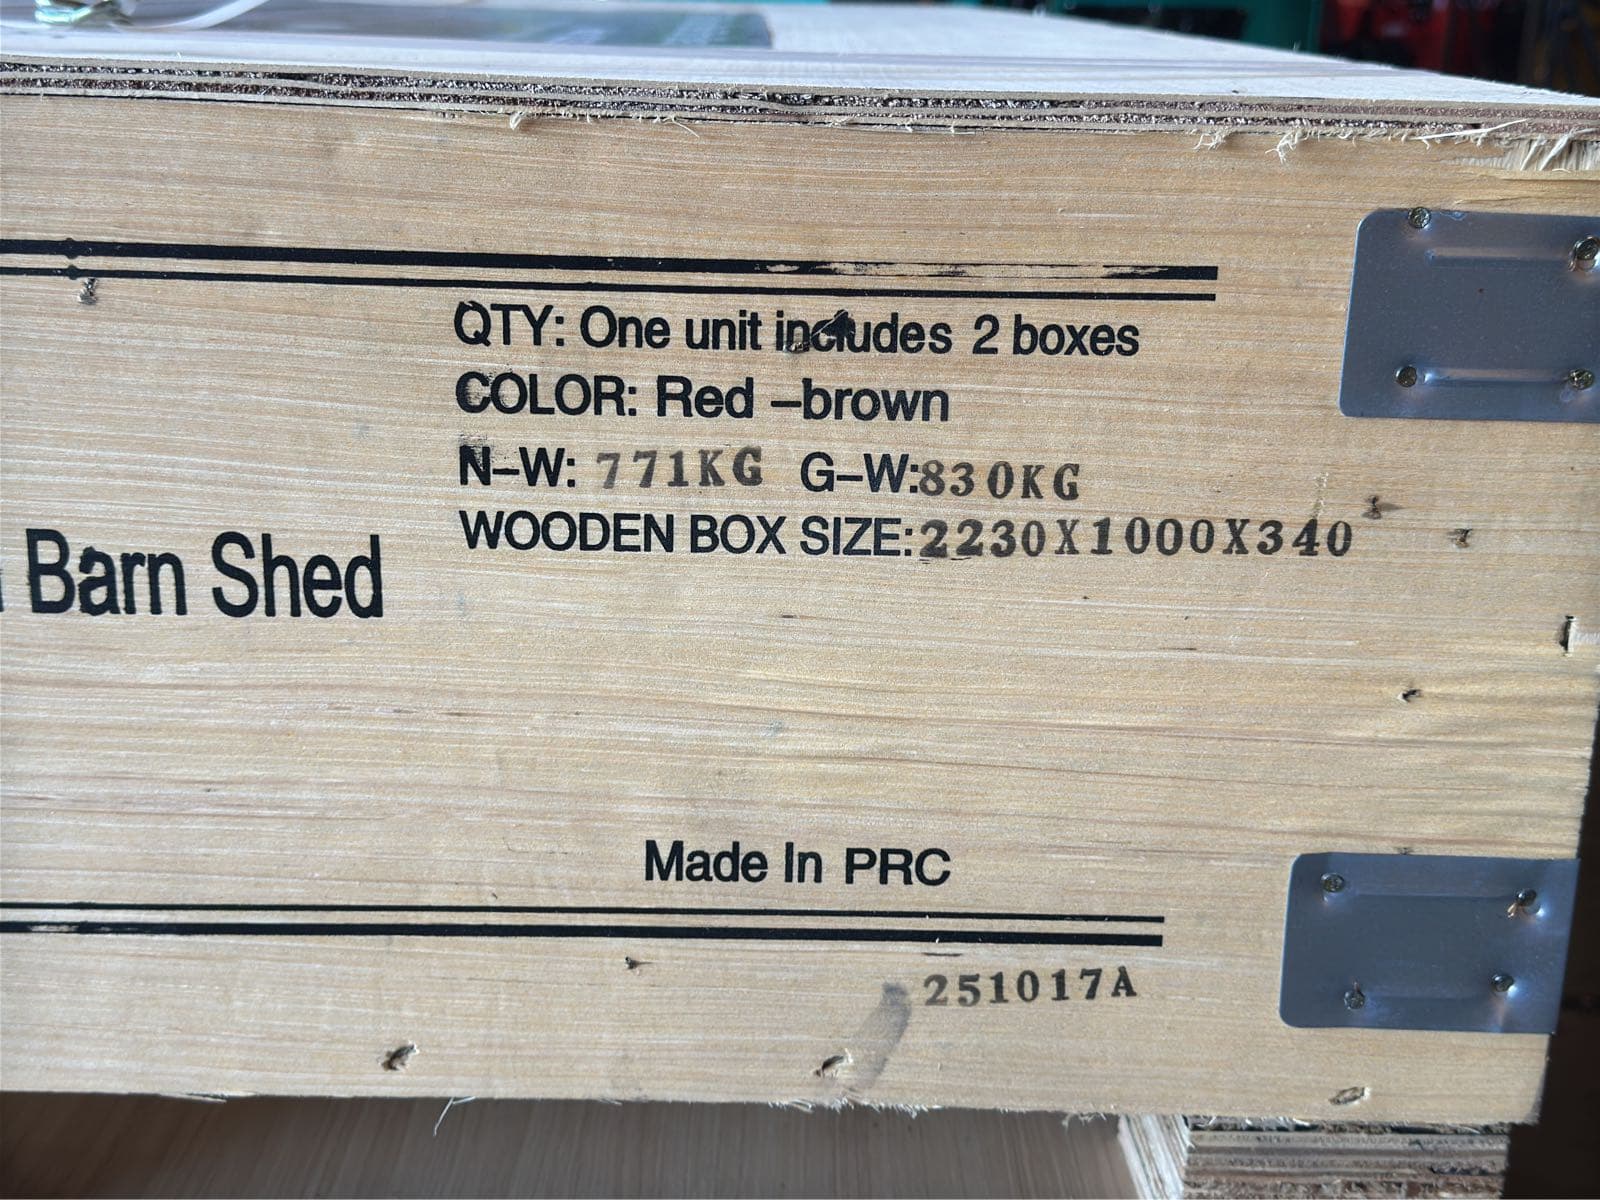 QTY: One unit includes 2 boxes
COLOR: Red –brown
N–W: 771KG G–W:830KG
WOODEN BOX SIZE:2230X1000X340
Barn Shed
Made In PRC
251017A